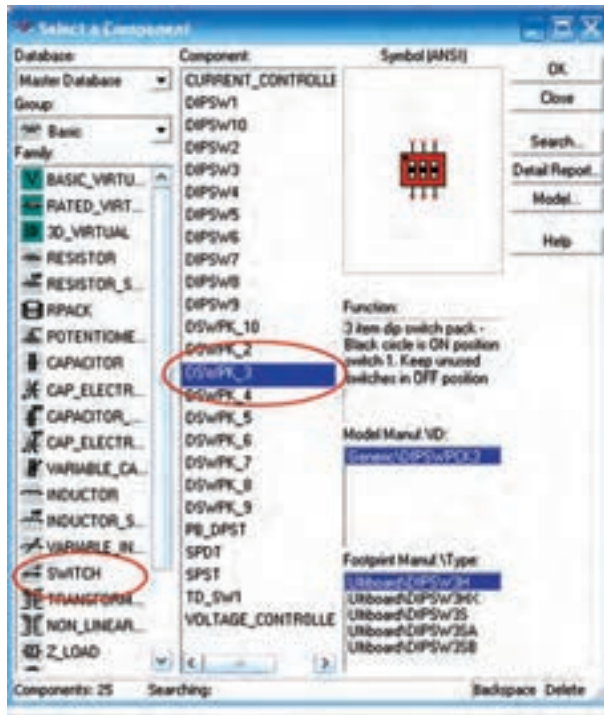 Select a Component
Database:
Master Database
Group:
Basic
Family
BASIC_VIRTU...
RATED_VIRT...
3D_VIRTUAL
RESISTOR
RESISTOR_S...
RPACK
POTENTIOME...
CAPACITOR
CAP_ELECTR...
CAPACITOR_...
CAP_ELECTR...
VARIABLE_CA...
INDUCTOR
INDUCTOR_S...
VARIABLE_IN...
SWITCH
TRANSFORM...
NON_LINEAR...
Z_LOAD
Component:
CURRENT_CONTROLLE
DIPSW1
DIPSW10
DIPSW2
DIPSW3
DIPSW4
DIPSW5
DIPSW6
DIPSW7
DIPSW8
DIPSW9
DSWPK_10
DSWPK_2
DSWPK_3
DSWPK_4
DSWPK_5
DSWPK_6
DSWPK_7
DSWPK_8
DSWPK_9
PB_DPST
SPDT
SPST
TD_SW1
VOLTAGE_CONTROLLE
Symbol (ANSI)
Function:
3 item dip switch pack -
Black circle is ON position
switch 1. Keep unused
switches in OFF position
Model Manuf.\ID:
Generic\DIPSWPCK3
Footprint Manuf.\Type:
Ultiboard\DIPSW3H
Ultiboard\DIPSW3HX
Ultiboard\DIPSW3S
Ultiboard\DIPSW3SA
Ultiboard\DIPSW3SB
OK
Close
Search...
Detail Report...
Model...
Help
Components: 25 Searching: Backspace Delete